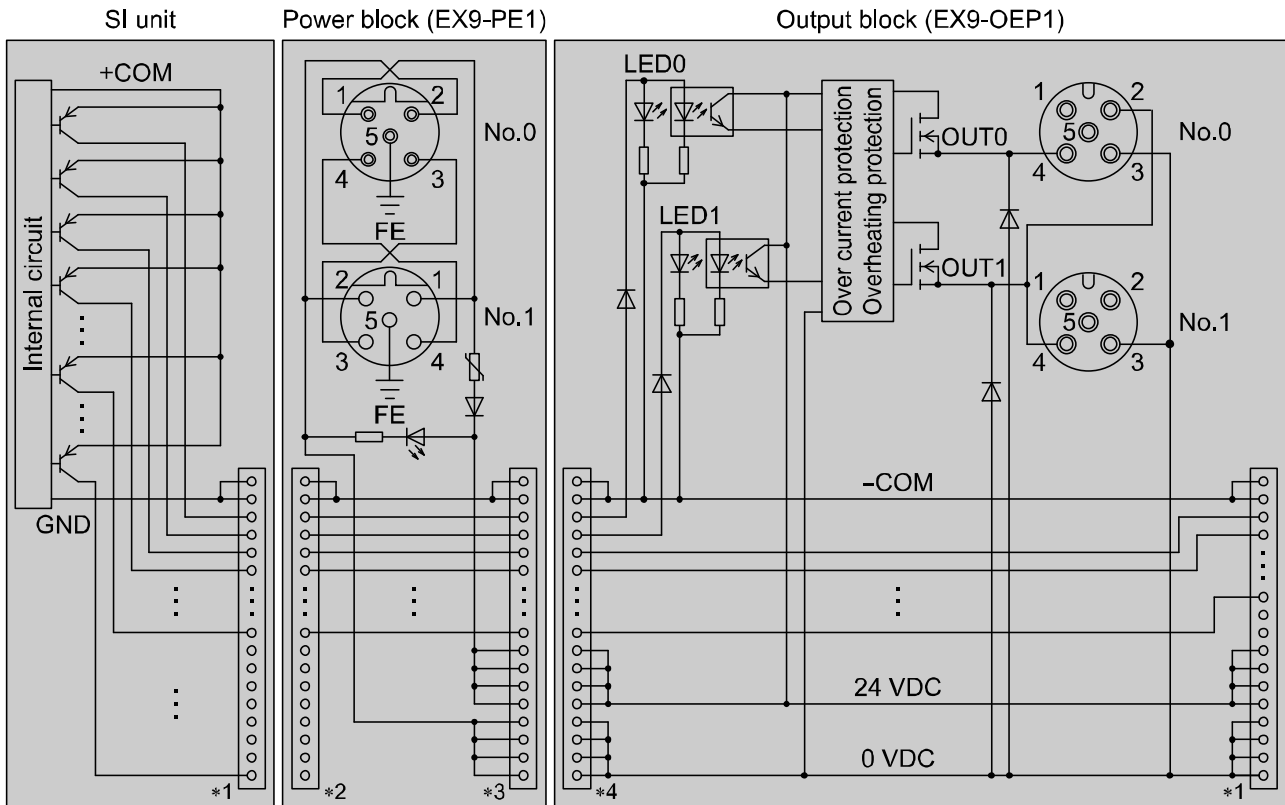 SI unit
Power block (EX9-PE1)
Output block (EX9-OEP1)
+COM
Internal circuit
GND
*1
1
2
5
No.0
4
3
FE
2
1
5
No.1
3
4
FE
*2
*3
LED0
LED1
Over current protection
Overheating protection
OUT0
OUT1
1
2
5
No.0
4
3
1
2
5
No.1
4
3
–COM
24 VDC
0 VDC
*4
*1